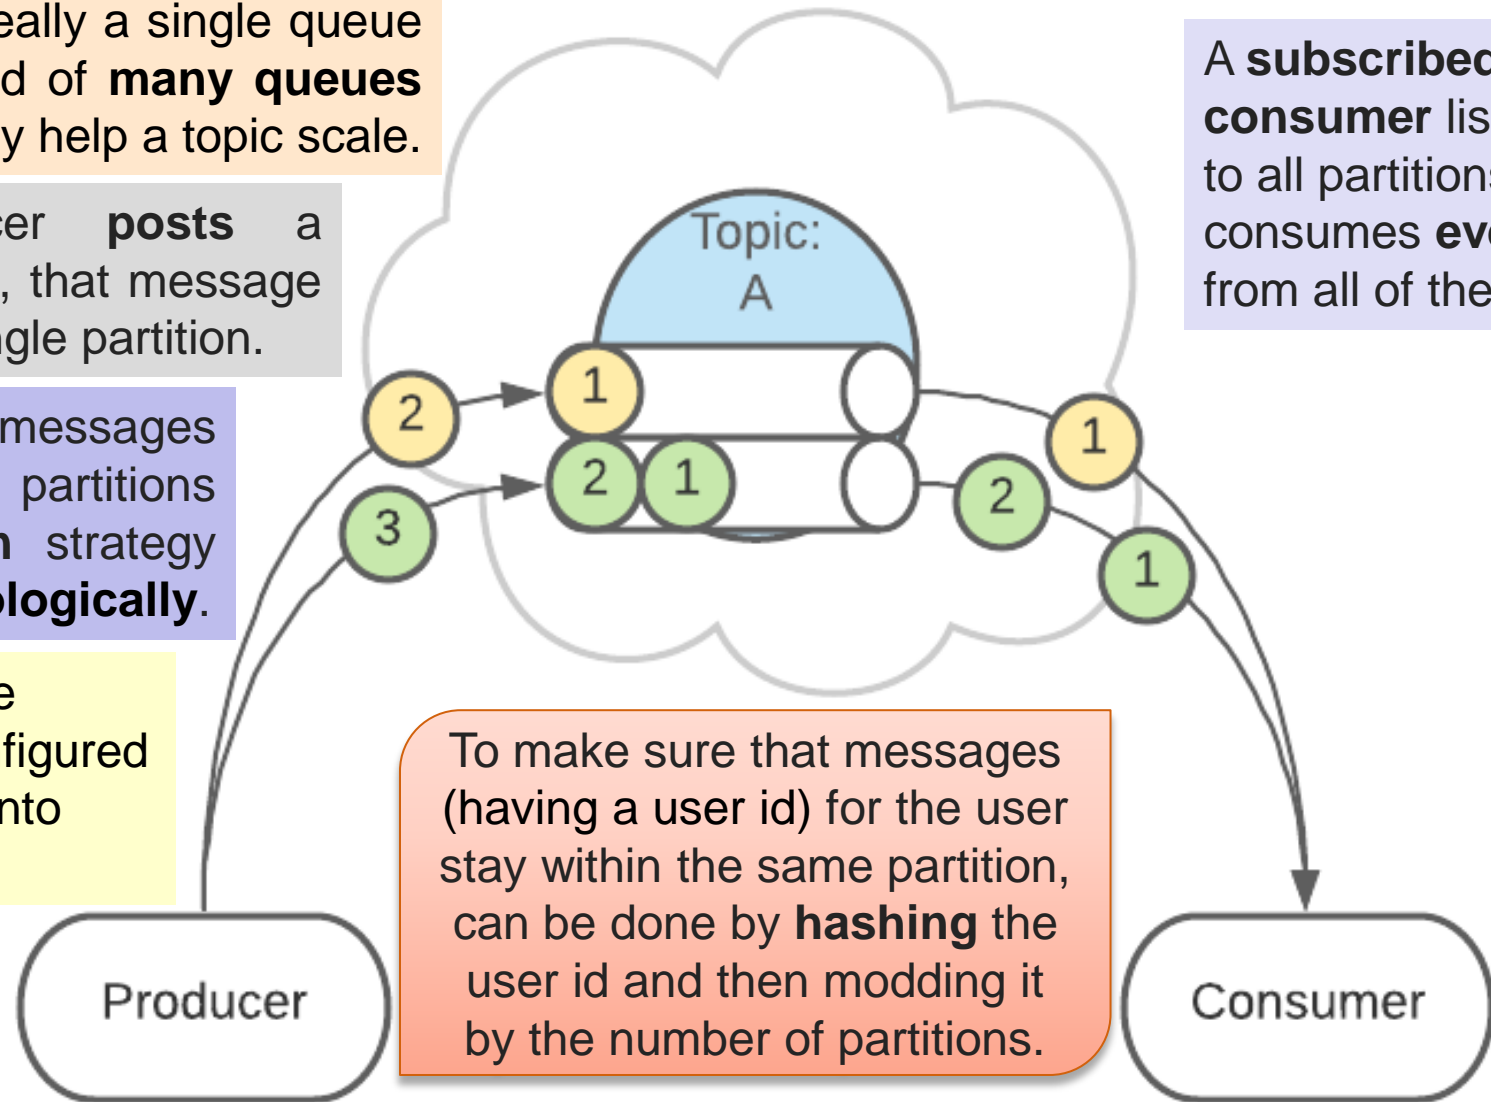 eally a single queue
d of many queues
y help a topic scale.
cer posts a
, that message
ngle partition.
messages
partitions
n strategy
ologically.
e
figured
nto
A subscribed
consumer lis
to all partitions
consumes eve
from all of the
Topic:
A
1
2
2 1
3
1
2
1
To make sure that messages
(having a user id) for the user
stay within the same partition,
can be done by hashing the
user id and then modding it
by the number of partitions.
Producer
Consumer